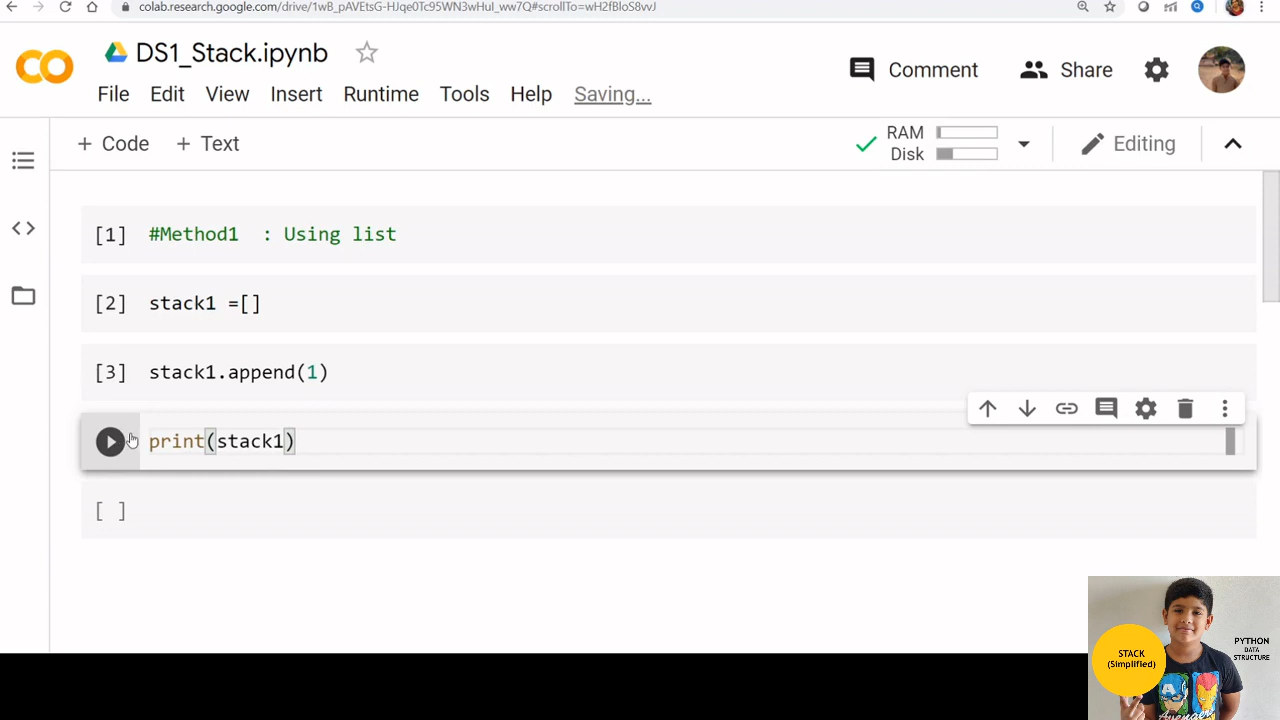 colab.research.google.com/drive/1wB_pAVEtsG-HJqe0Tc95WN3wHul_ww7Q#scrollTo=wH2fBloS8vvJ
DS1_Stack.ipynb
File Edit View Insert Runtime Tools Help Saving...
Comment Share
+ Code + Text
RAM
Disk
Editing
[1] #Method1 : Using list
[2] stack1 =[]
[3] stack1.append(1)
print(stack1)
[ ]
STACK
(Simplified)
PYTHON
DATA
STRUCTURE